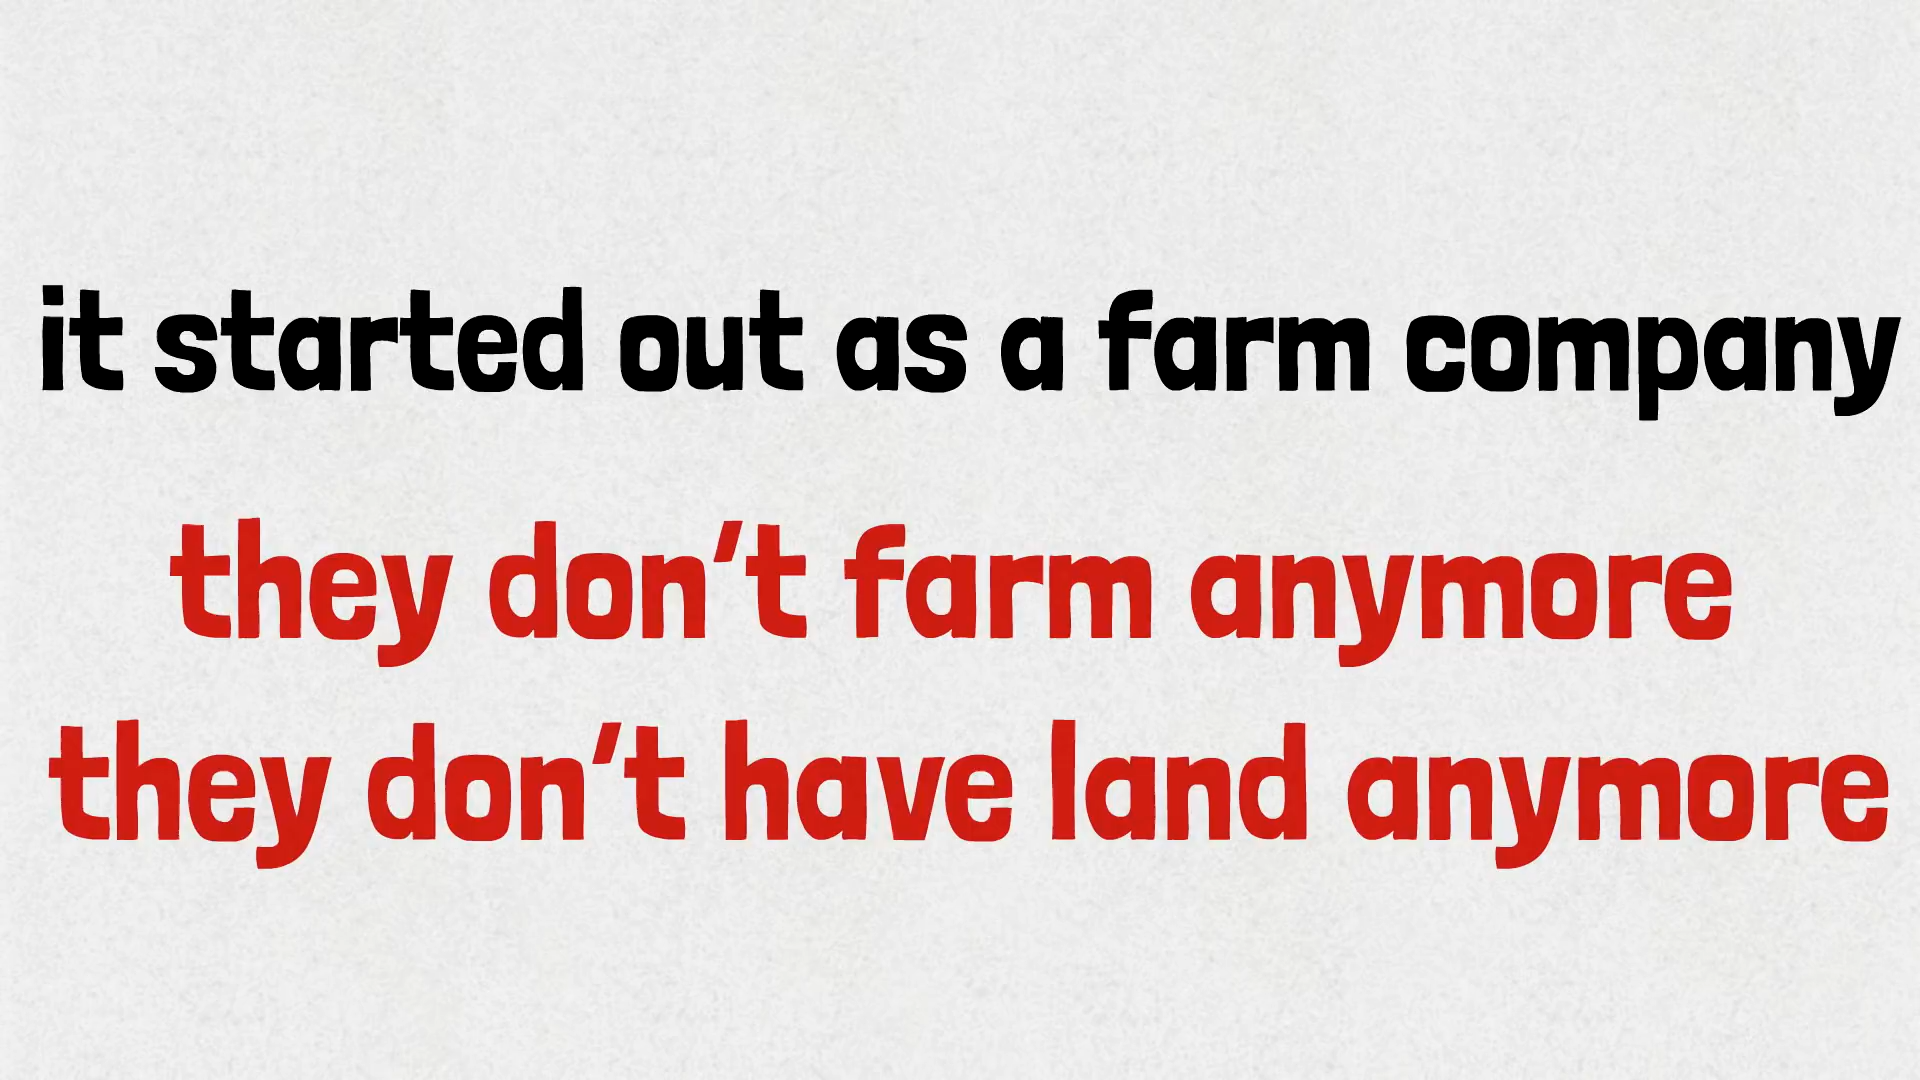 it started out as a farm company
they don’t farm anymore
they don’t have land anymore